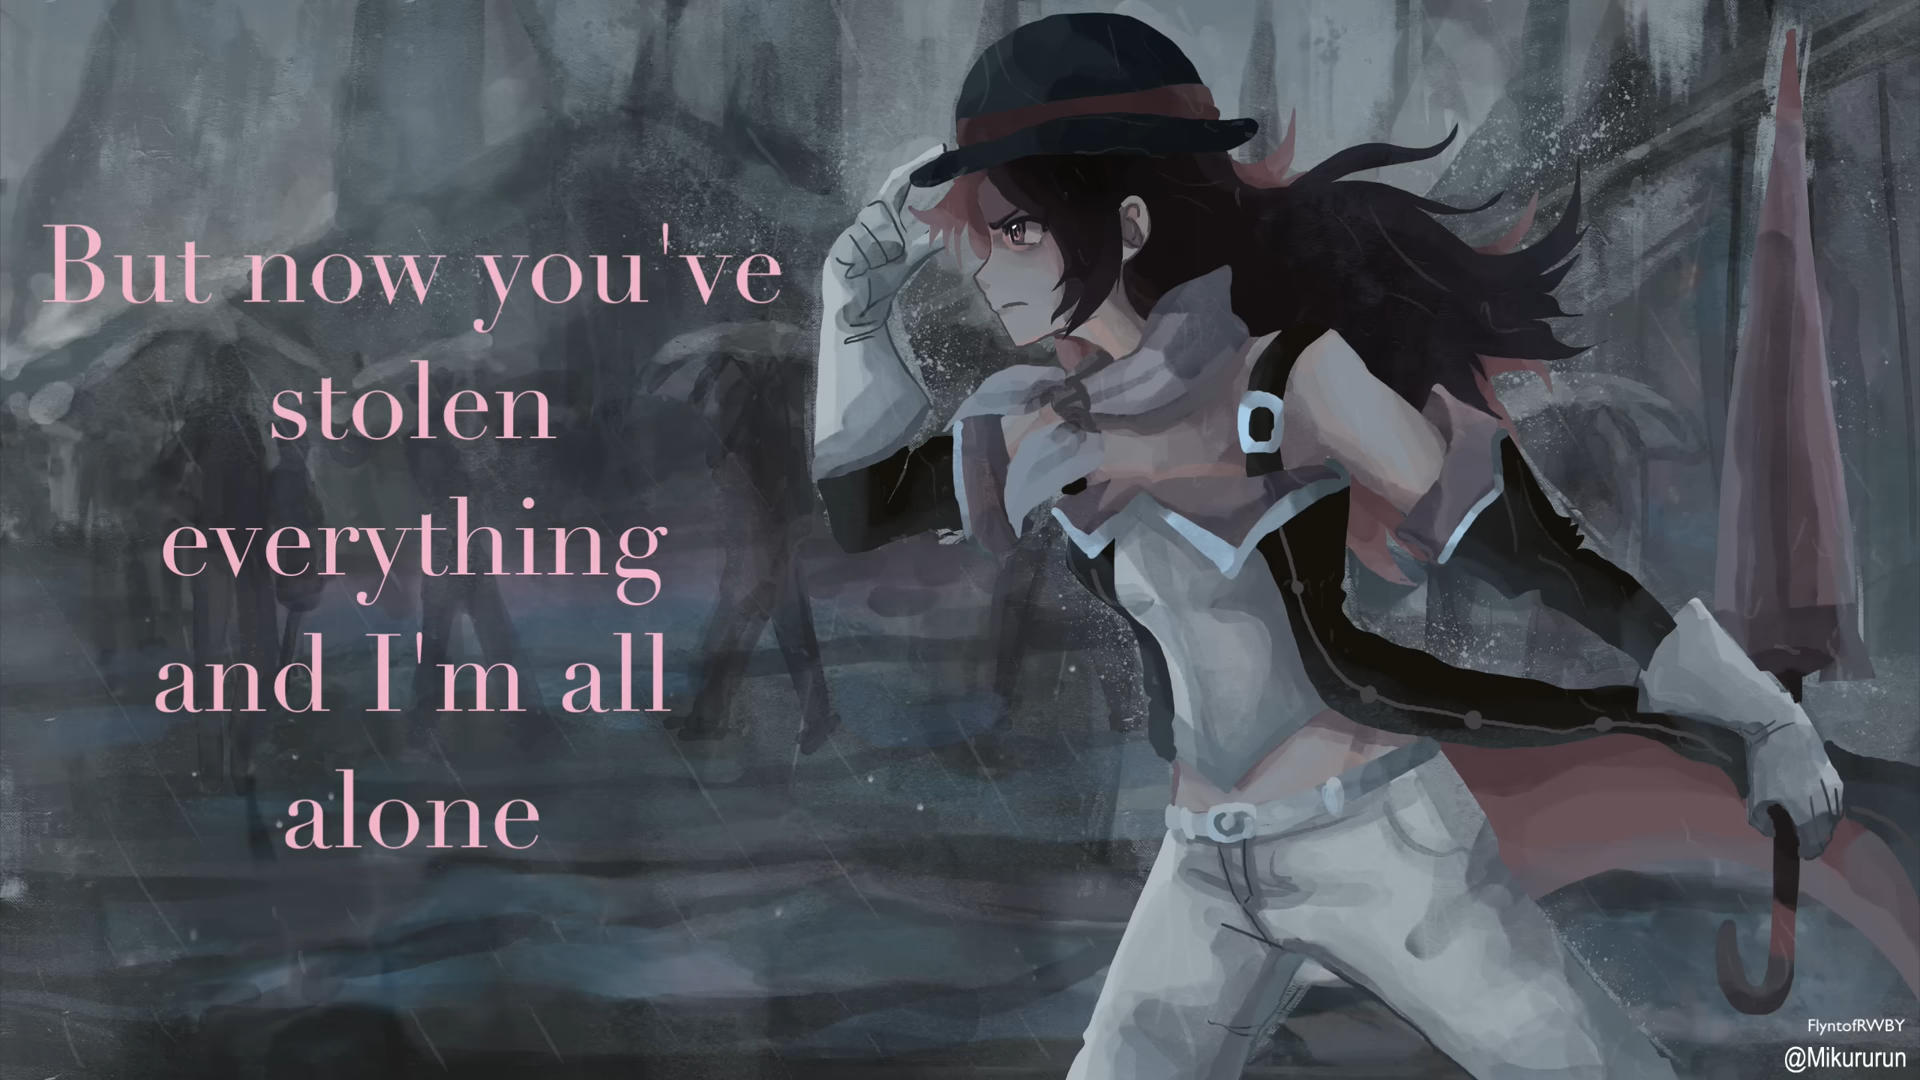 But now you've
stolen
everything
and I'm all
alone
FlyntofRWBY
@Mikururun